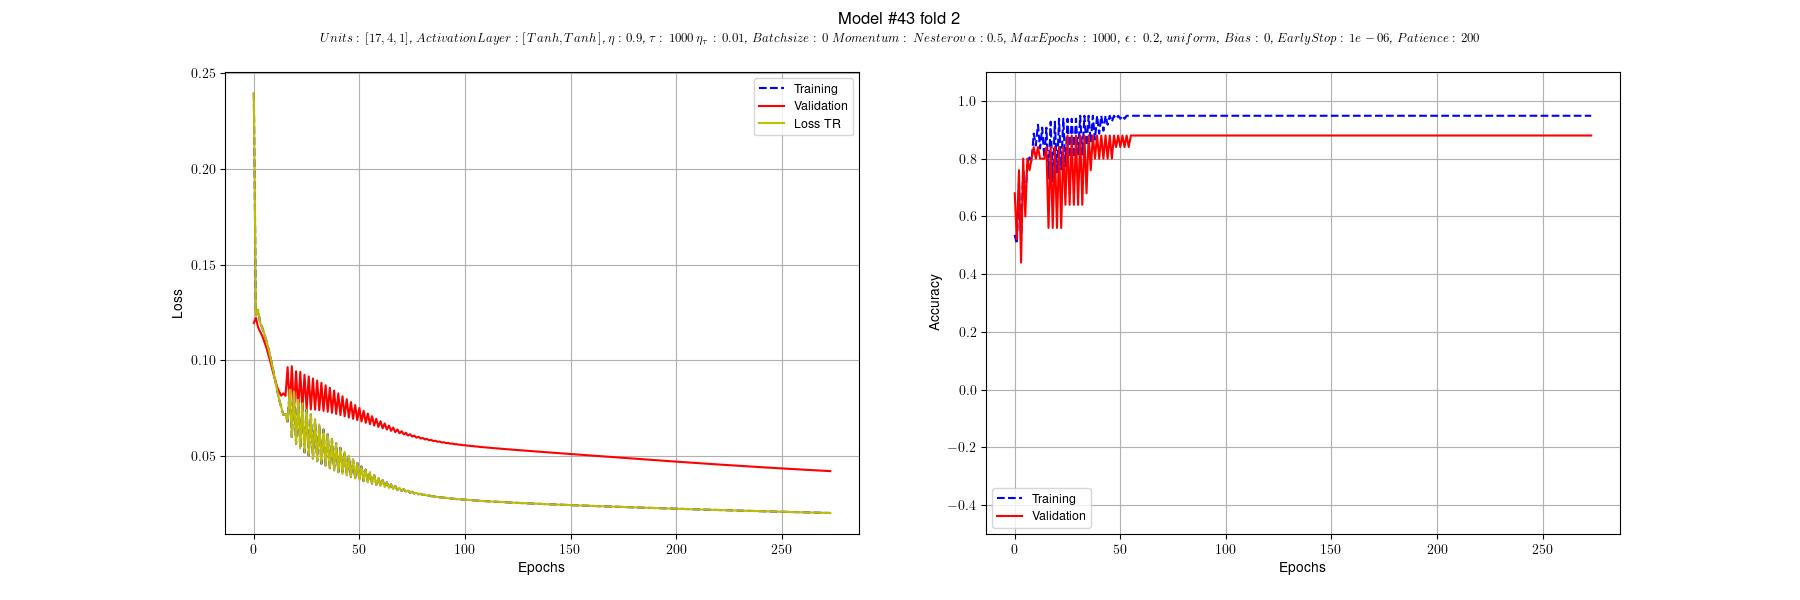 Model #43 fold 2
Units : [17, 4, 1], ActivationLayer : [Tanh, Tanh], η : 0.9, τ : 1000 η_τ : 0.01, Batchsize : 0 Momentum : Nesterov α : 0.5, MaxEpochs : 1000, ϵ : 0.2, uniform, Bias : 0, EarlyStop : 1e − 06, Patience : 200
0.25
0.20
0.15
0.10
0.05
Loss
Training
Validation
Loss TR
0 50 100 150 200 250
Epochs
1.0
0.8
0.6
0.4
0.2
0.0
−0.2
−0.4
Accuracy
Training
Validation
0 50 100 150 200 250
Epochs